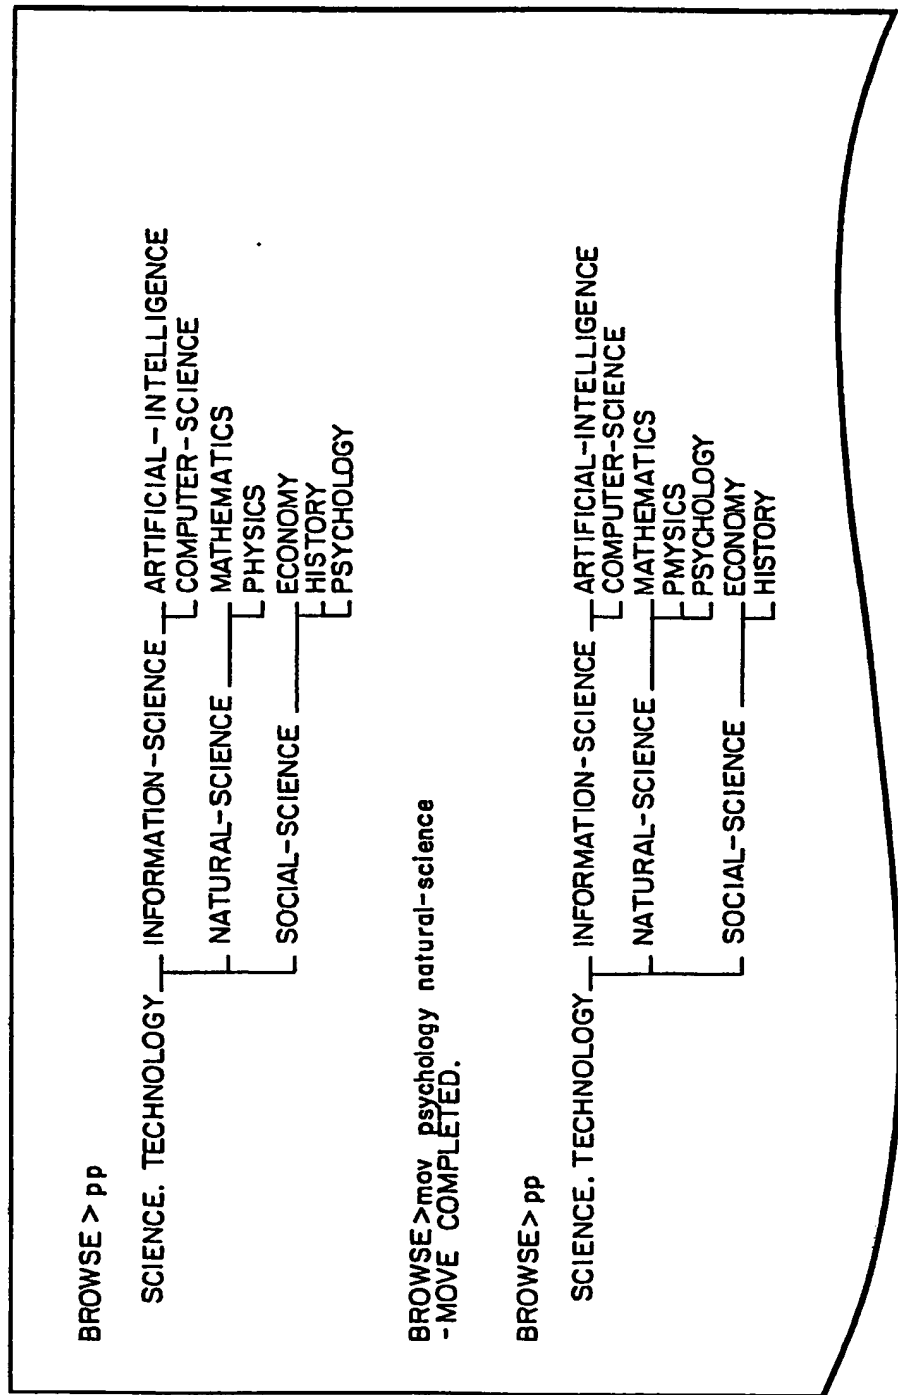 BROWSE > pp
SCIENCE. TECHNOLOGY INFORMATION-SCIENCE ARTIFICIAL-INTELLIGENCE
COMPUTER-SCIENCE
NATURAL-SCIENCE MATHEMATICS
PHYSICS
SOCIAL-SCIENCE ECONOMY
HISTORY
PSYCHOLOGY
BROWSE >mov psychology natural-science
-MOVE COMPLETED.
BROWSE>pp
SCIENCE. TECHNOLOGY INFORMATION-SCIENCE ARTIFICIAL-INTELLIGENCE
COMPUTER-SCIENCE
NATURAL-SCIENCE MATHEMATICS
PMYSICS
PSYCHOLOGY
SOCIAL-SCIENCE ECONOMY
HISTORY